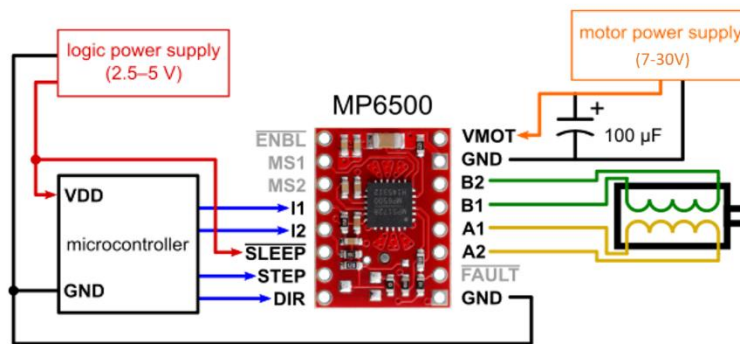 logic power supply
(2.5–5 V)
motor power supply
(7-30V)
MP6500
+
100 µF
VDD
microcontroller
GND
ENBL
MS1
MS2
I1
I2
SLEEP
STEP
DIR
VMOT
GND
B2
B1
A1
A2
FAULT
GND